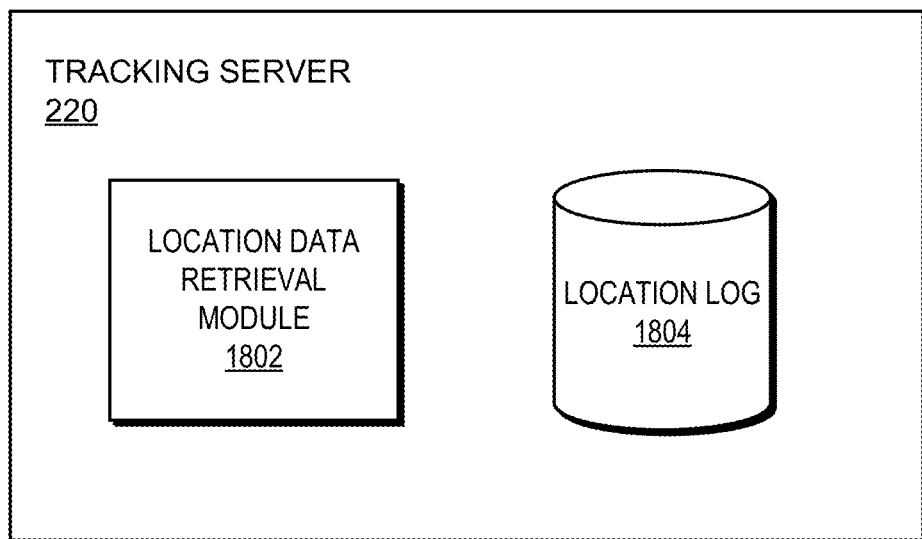 TRACKING SERVER
220
LOCATION DATA
RETRIEVAL
MODULE
1802
LOCATION LOG
1804